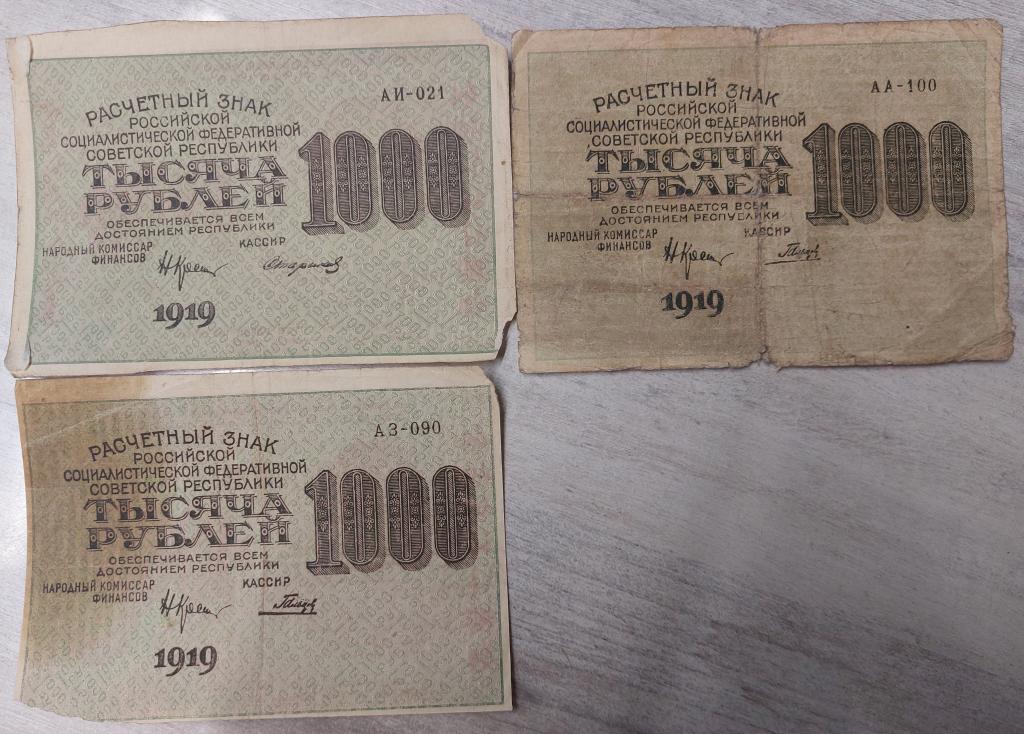 АИ-021
РАСЧЕТНЫЙ ЗНАК
РОССИЙСКОЙ
СОЦИАЛИСТИЧЕСКОЙ ФЕДЕРАТИВНОЙ
СОВЕТСКОЙ РЕСПУБЛИКИ
ТЫСЯЧА
РУБЛЕЙ
1000
ОБЕСПЕЧИВАЕТСЯ ВСЕМ
ДОСТОЯНИЕМ РЕСПУБЛИКИ
НАРОДНЫЙ КОМИССАР
ФИНАНСОВ
КАССИР
1919
АА-100
РАСЧЕТНЫЙ ЗНАК
РОССИЙСКОЙ
СОЦИАЛИСТИЧЕСКОЙ ФЕДЕРАТИВНОЙ
СОВЕТСКОЙ РЕСПУБЛИКИ
ТЫСЯЧА
РУБЛЕЙ
1000
ОБЕСПЕЧИВАЕТСЯ ВСЕМ
ДОСТОЯНИЕМ РЕСПУБЛИКИ
НАРОДНЫЙ КОМИССАР
ФИНАНСОВ
КАССИР
1919
АЗ-090
РАСЧЕТНЫЙ ЗНАК
РОССИЙСКОЙ
СОЦИАЛИСТИЧЕСКОЙ ФЕДЕРАТИВНОЙ
СОВЕТСКОЙ РЕСПУБЛИКИ
ТЫСЯЧА
РУБЛЕЙ
1000
ОБЕСПЕЧИВАЕТСЯ ВСЕМ
ДОСТОЯНИЕМ РЕСПУБЛИКИ
НАРОДНЫЙ КОМИССАР
ФИНАНСОВ
КАССИР
1919